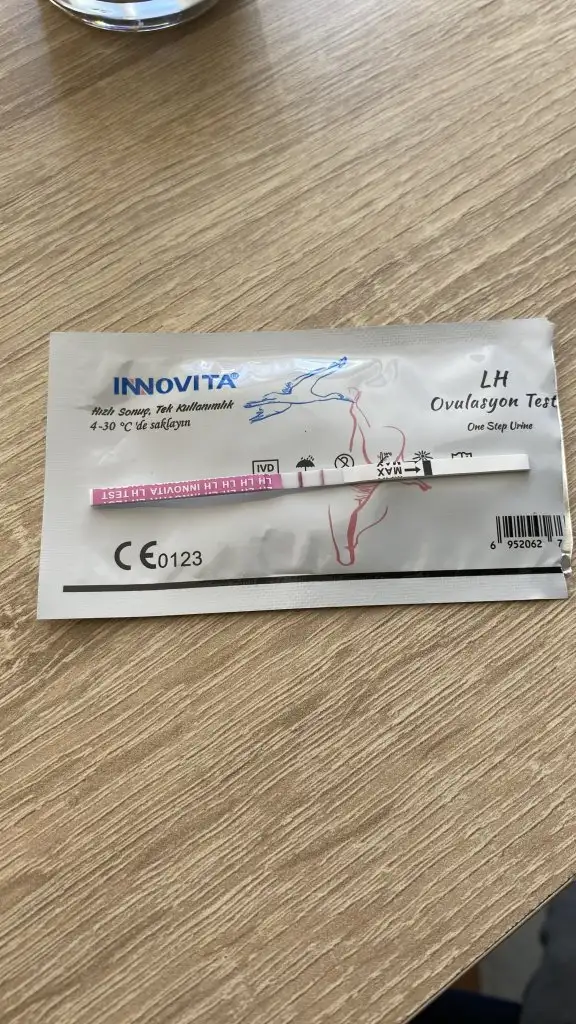 INNOVITA®
Hızlı Sonuç, Tek Kullanımlık
4-30 °C'de saklayın
LH
Ovulasyon Test
One Step Urine
IVD
LH LH LH LH INNOVITA LH TEST
MAX
CE0123
6 952062 7